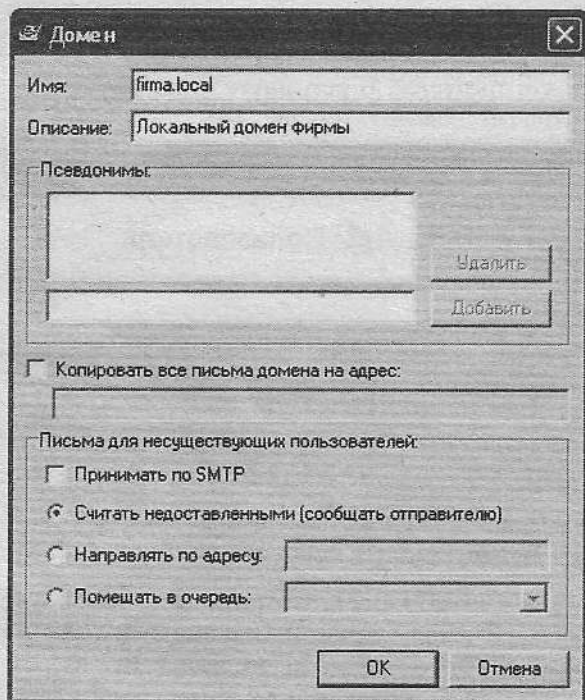 Домен
Имя: firma.local
Описание: Локальный домен фирмы
Псевдонимы:
Удалить
Добавить
Копировать все письма домена на адрес:
Письма для несуществующих пользователей:
Принимать по SMTP
Считать недоставленными (сообщать отправителю)
Направлять по адресу:
Помещать в очередь:
OK Отмена